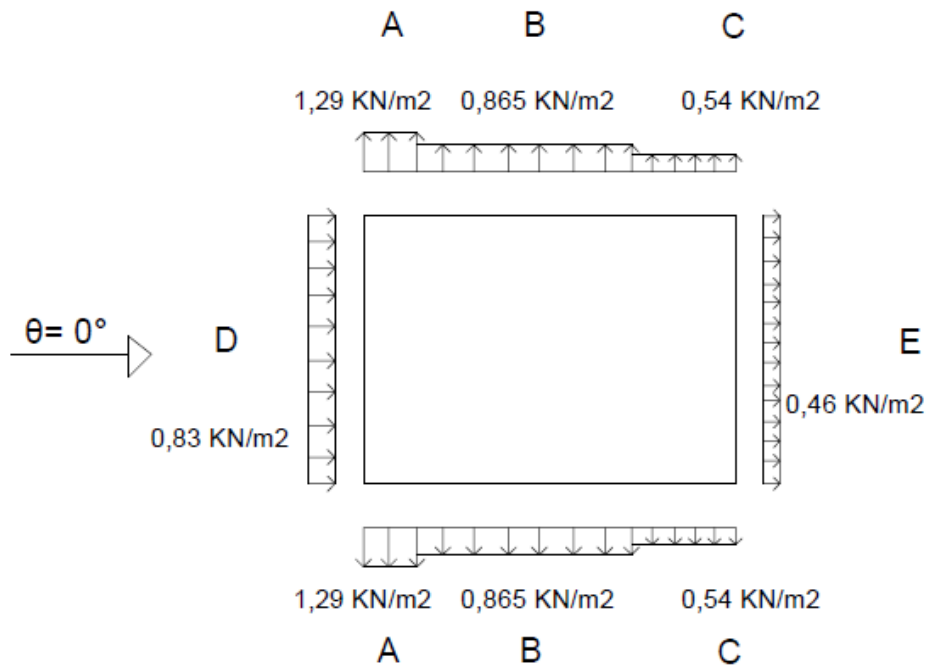 A B C
1,29 KN/m2 0,865 KN/m2 0,54 KN/m2
θ= 0°
D
E
0,46 KN/m2
0,83 KN/m2
1,29 KN/m2 0,865 KN/m2 0,54 KN/m2
A B C